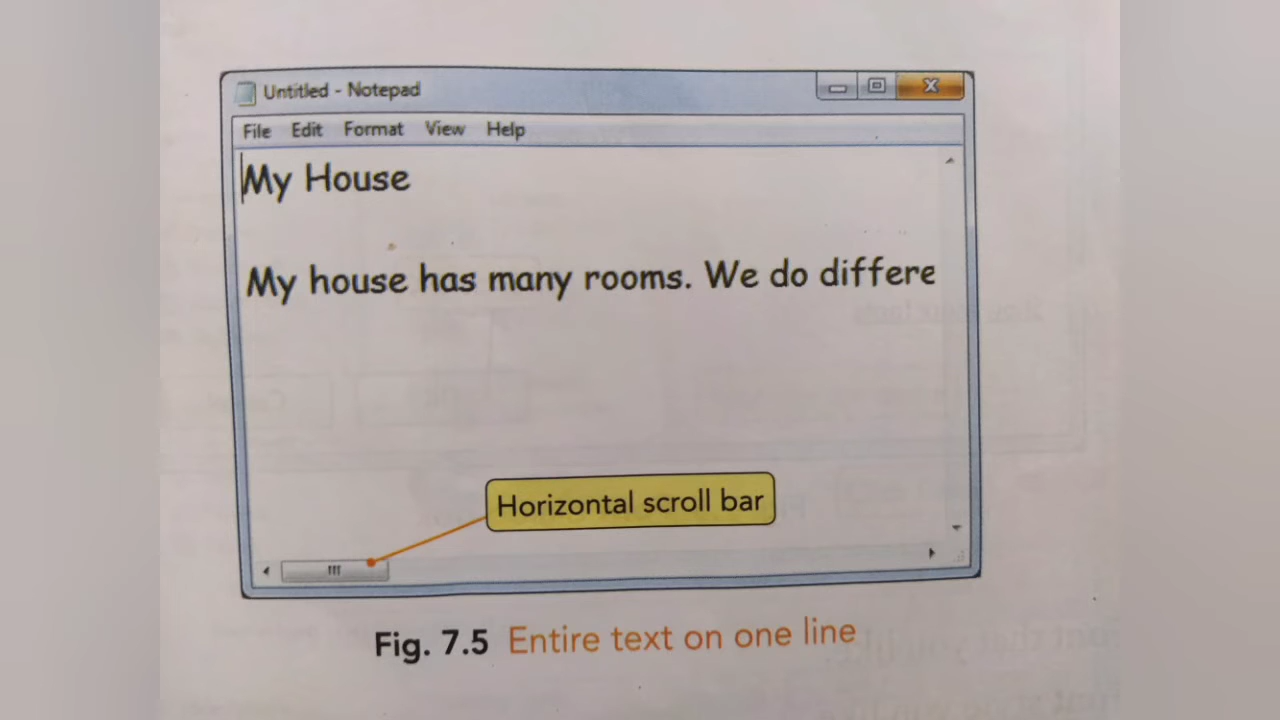 Untitled - Notepad
File Edit Format View Help
My House
My house has many rooms. We do differe
Horizontal scroll bar
Fig. 7.5 Entire text on one line